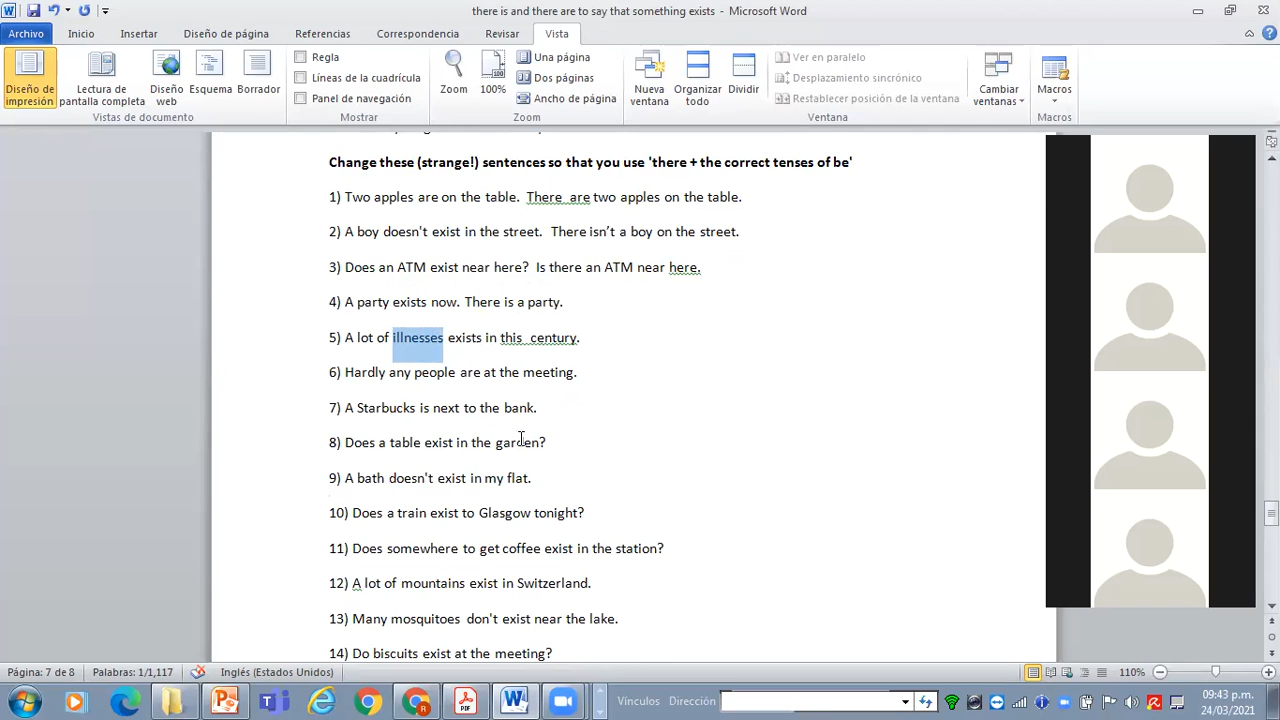 there is and there are to say that something exists - Microsoft Word
Archivo Inicio Insertar Diseño de página Referencias Correspondencia Revisar Vista
Diseño de impresión
Lectura de pantalla completa
Diseño web
Esquema
Borrador
Vistas de documento
Regla
Líneas de la cuadrícula
Panel de navegación
Mostrar
Zoom
100%
Una página
Dos páginas
Ancho de página
Zoom
Nueva ventana
Organizar todo
Dividir
Ver en paralelo
Desplazamiento sincrónico
Restablecer posición de la ventana
Cambiar ventanas
Ventana
Macros
Macros
Change these (strange!) sentences so that you use 'there + the correct tenses of be'
1) Two apples are on the table. There are two apples on the table.
2) A boy doesn't exist in the street. There isn’t a boy on the street.
3) Does an ATM exist near here? Is there an ATM near here.
4) A party exists now. There is a party.
5) A lot of illnesses exists in this century.
6) Hardly any people are at the meeting.
7) A Starbucks is next to the bank.
8) Does a table exist in the garden?
9) A bath doesn't exist in my flat.
10) Does a train exist to Glasgow tonight?
11) Does somewhere to get coffee exist in the station?
12) A lot of mountains exist in Switzerland.
13) Many mosquitoes don't exist near the lake.
14) Do biscuits exist at the meeting?
Página: 7 de 8 Palabras: 1/1,117 Inglés (Estados Unidos) 110%
Vínculos Dirección
09:43 p.m.
24/03/2021